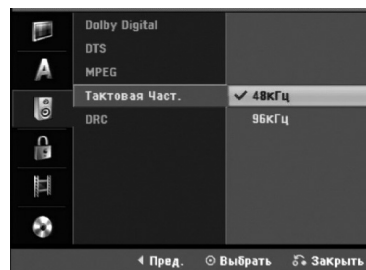 Dolby Digital
DTS
MPEG
Тактовая Част. ✓ 48кГц
DRC 96кГц
A
Пред. Выбрать Закрыть